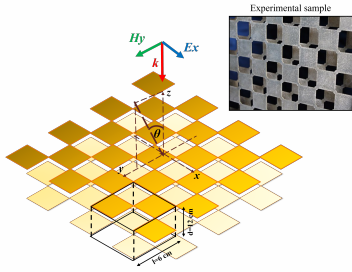 Experimental sample
Hy
Ex
k
z
θ
y
x
d=12 cm
l=6 cm